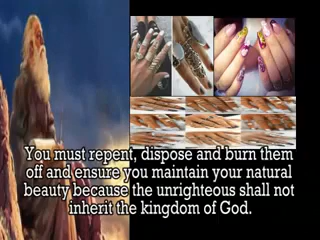 You must repent, dispose and burn them
off and ensure you maintain your natural
beauty because the unrighteous shall not
inherit the kingdom of God.